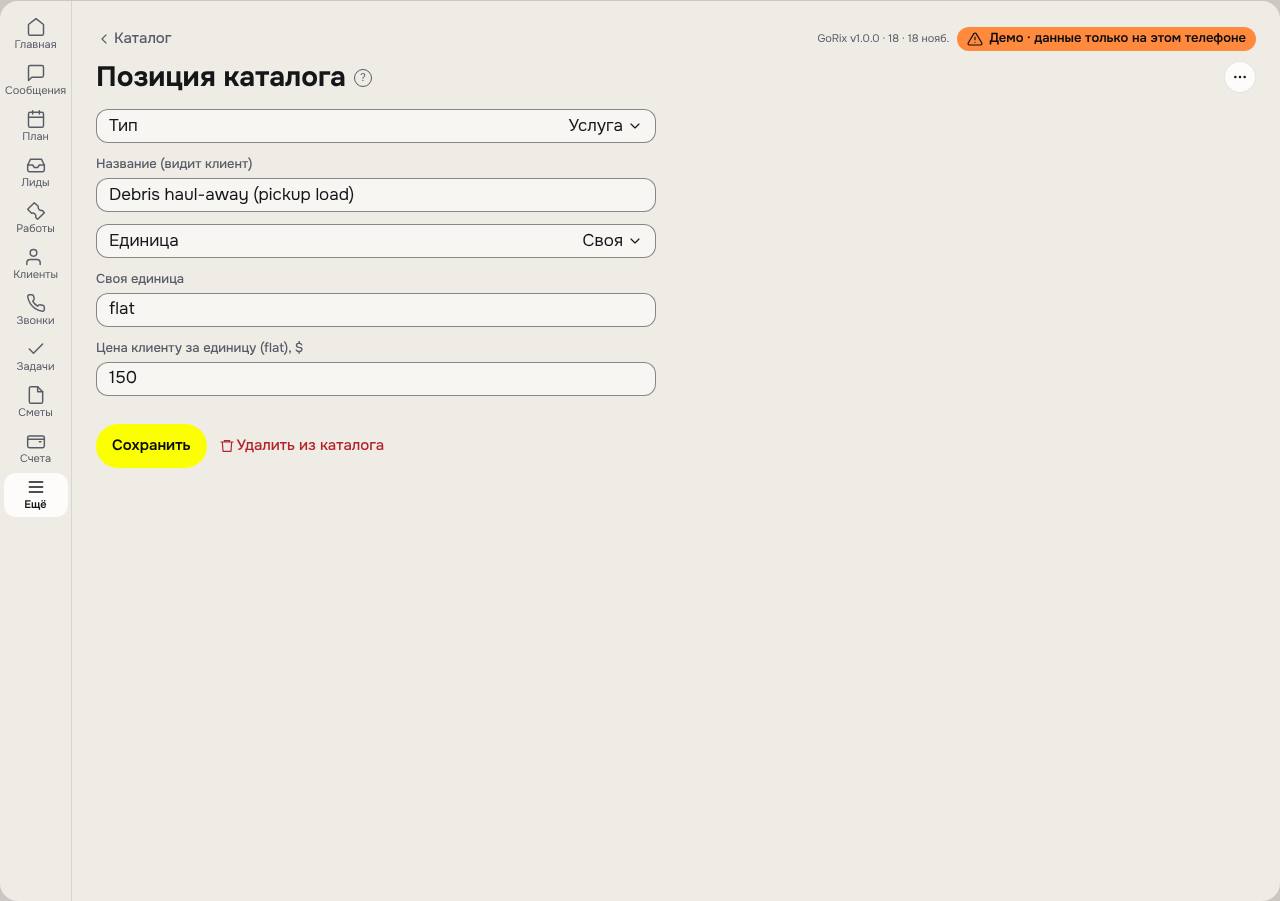 Главная
Сообщения
План
Лиды
Работы
Клиенты
Звонки
Задачи
Сметы
Счета
Ещё
Каталог
GoRix v1.0.0 · 18 · 18 нояб.
Демо · данные только на этом телефоне
Позиция каталога ?
Тип Услуга
Название (видит клиент)
Debris haul-away (pickup load)
Единица Своя
Своя единица
flat
Цена клиенту за единицу (flat), $
150
Сохранить
Удалить из каталога